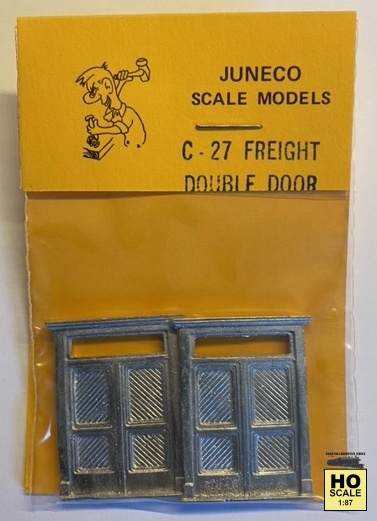 JUNECO
SCALE MODELS
C-27 FREIGHT
DOUBLE DOOR
HO
SCALE
1:87